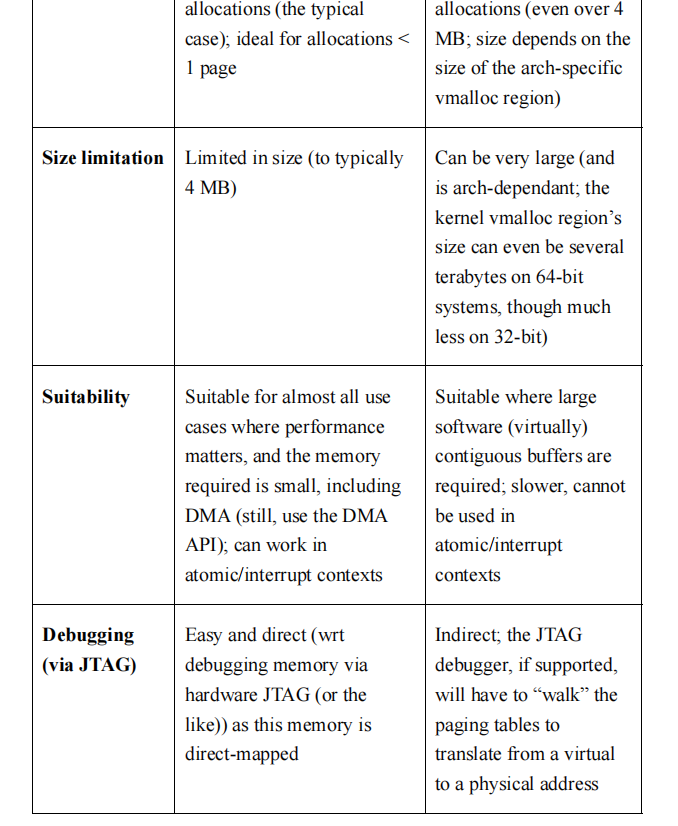 allocations (the typical
case); ideal for allocations <
1 page
allocations (even over 4
MB; size depends on the
size of the arch-specific
vmalloc region)
Size limitation
Limited in size (to typically
4 MB)
Can be very large (and
is arch-dependant; the
kernel vmalloc region’s
size can even be several
terabytes on 64-bit
systems, though much
less on 32-bit)
Suitability
Suitable for almost all use
cases where performance
matters, and the memory
required is small, including
DMA (still, use the DMA
API); can work in
atomic/interrupt contexts
Suitable where large
software (virtually)
contiguous buffers are
required; slower, cannot
be used in
atomic/interrupt
contexts
Debugging
(via JTAG)
Easy and direct (wrt
debugging memory via
hardware JTAG (or the
like)) as this memory is
direct-mapped
Indirect; the JTAG
debugger, if supported,
will have to “walk” the
paging tables to
translate from a virtual
to a physical address